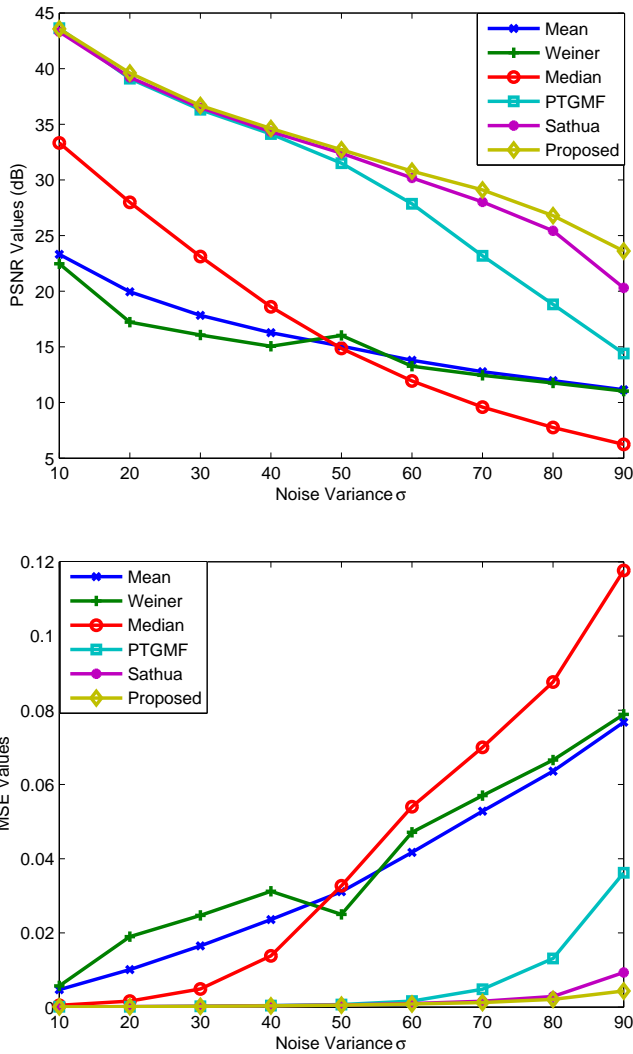 45
40
35
30
25
20
15
10
5
PSNR Values (dB)
Mean
Weiner
Median
PTGMF
Sathua
Proposed
10 20 30 40 50 60 70 80 90
Noise Variance σ
0.12
0.1
0.08
0.06
0.04
0.02
0
MSE Values
Mean
Weiner
Median
PTGMF
Sathua
Proposed
10 20 30 40 50 60 70 80 90
Noise Variance σ